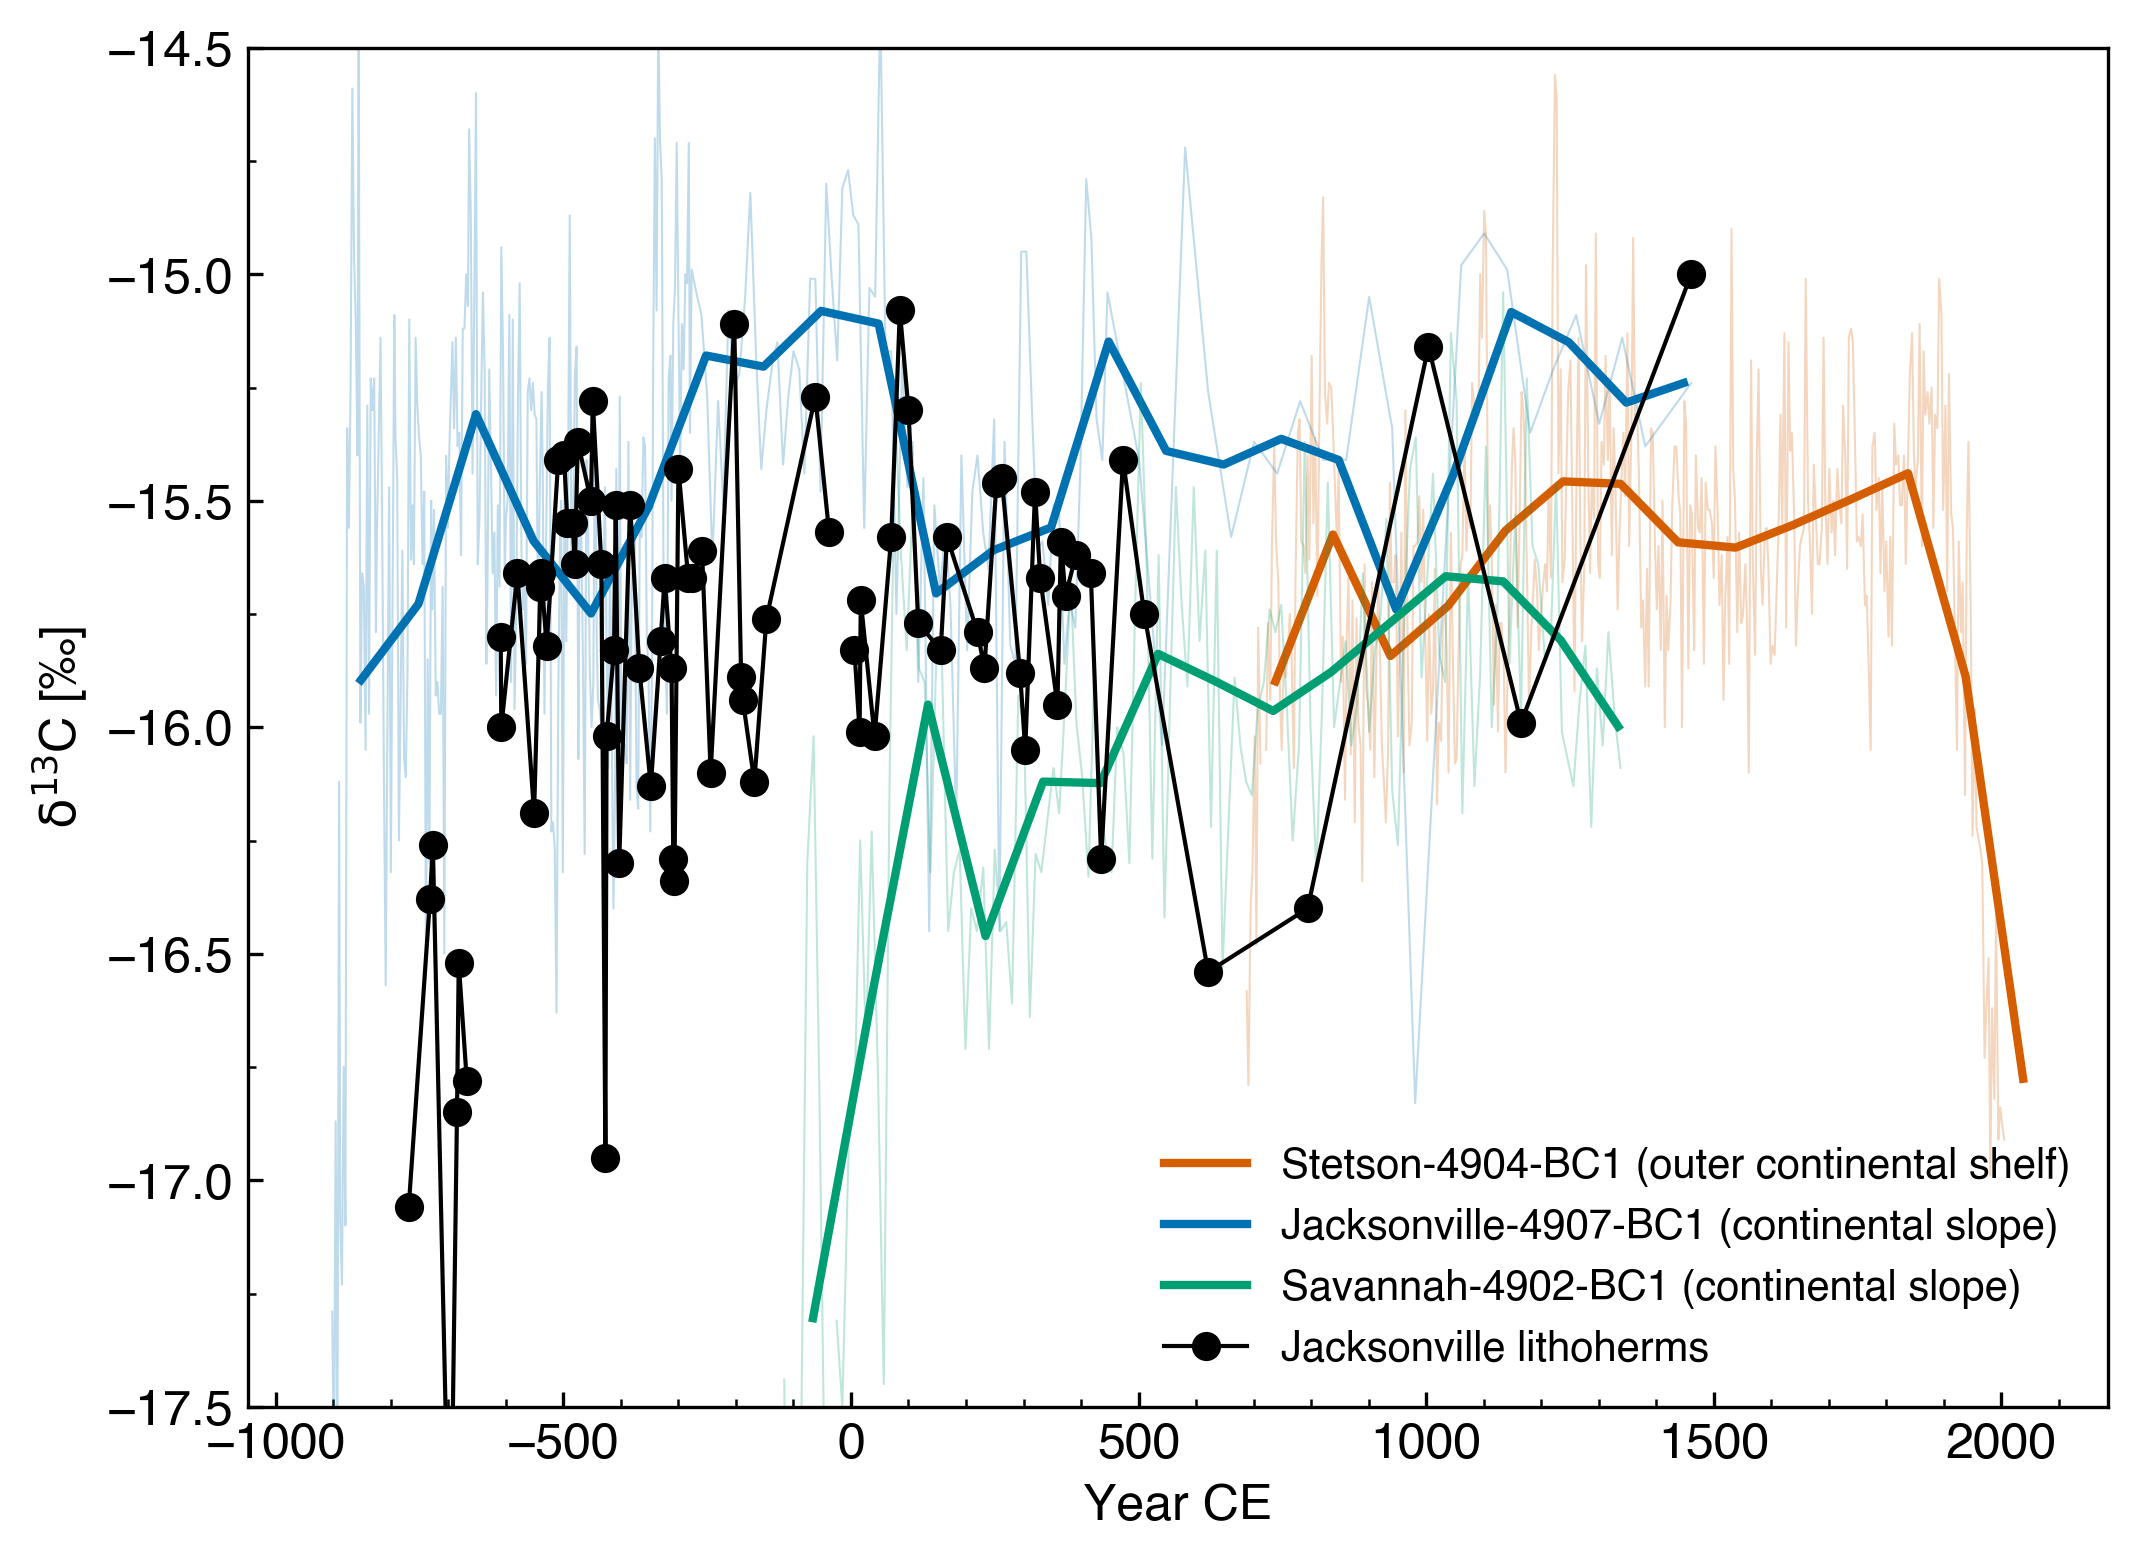 −14.5
−15.0
−15.5
−16.0
−16.5
−17.0
−17.5
δ¹³C [‰]
Stetson-4904-BC1 (outer continental shelf)
Jacksonville-4907-BC1 (continental slope)
Savannah-4902-BC1 (continental slope)
Jacksonville lithoherms
−1000 −500 0 500 1000 1500 2000
Year CE